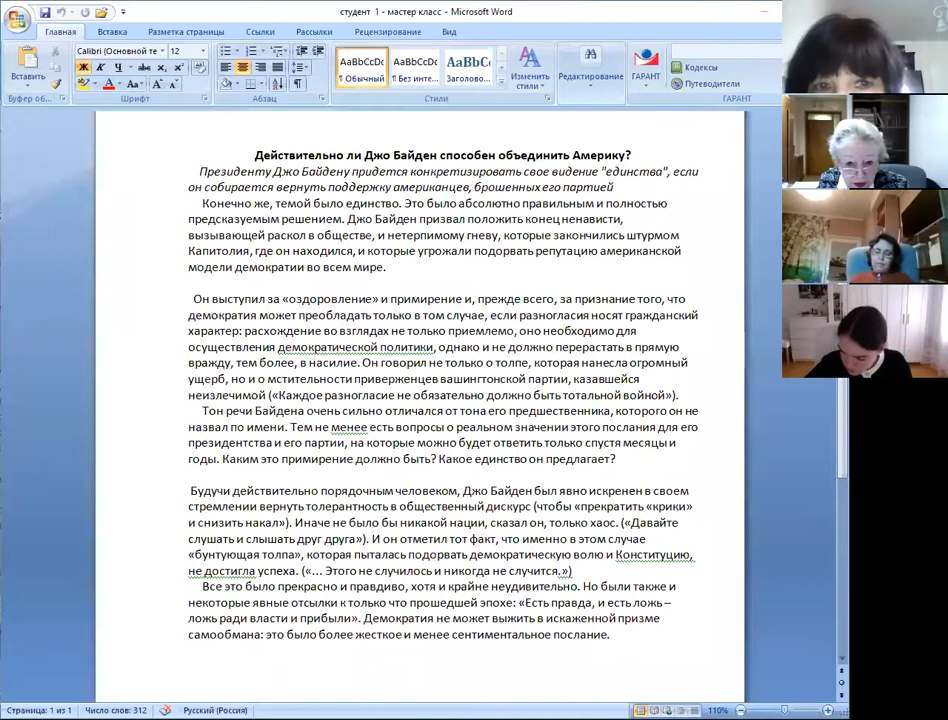 студент 1 - мастер класс - Microsoft Word
Главная Вставка Разметка страницы Ссылки Рассылки Рецензирование Вид
Calibri (Основной те 12
Вставить
Ж К Ч abc x₂ x²
Aa A A
AaBbCcDc AaBbCcDc AaBbC
¶ Обычный ¶ Без инте... Заголово...
Изменить стили
Редактирование
ГАРАНТ
Кодексы
Путеводители
Буфер об... Шрифт Абзац Стили ГАРАНТ
Действительно ли Джо Байден способен объединить Америку?
Президенту Джо Байдену придется конкретизировать свое видение "единства", если
он собирается вернуть поддержку американцев, брошенных его партией
Конечно же, темой было единство. Это было абсолютно правильным и полностью
предсказуемым решением. Джо Байден призвал положить конец ненависти,
вызывающей раскол в обществе, и нетерпимому гневу, которые закончились штурмом
Капитолия, где он находился, и которые угрожали подорвать репутацию американской
модели демократии во всем мире.
Он выступил за «оздоровление» и примирение и, прежде всего, за признание того, что
демократия может преобладать только в том случае, если разногласия носят гражданский
характер: расхождение во взглядах не только приемлемо, оно необходимо для
осуществления демократической политики, однако и не должно перерастать в прямую
вражду, тем более, в насилие. Он говорил не только о толпе, которая нанесла огромный
ущерб, но и о мстительности приверженцев вашингтонской партии, казавшейся
неизлечимой («Каждое разногласие не обязательно должно быть тотальной войной»).
Тон речи Байдена очень сильно отличался от тона его предшественника, которого он не
назвал по имени. Тем не менее есть вопросы о реальном значении этого послания для его
президентства и его партии, на которые можно будет ответить только спустя месяцы и
годы. Каким это примирение должно быть? Какое единство он предлагает?
Будучи действительно порядочным человеком, Джо Байден был явно искренен в своем
стремлении вернуть толерантность в общественный дискурс (чтобы «прекратить «крики»
и снизить накал»). Иначе не было бы никакой нации, сказал он, только хаос. («Давайте
слушать и слышать друг друга»). И он отметил тот факт, что именно в этом случае
«бунтующая толпа», которая пыталась подорвать демократическую волю и Конституцию,
не достигла успеха. («... Этого не случилось и никогда не случится.»)
Все это было прекрасно и правдиво, хотя и крайне неудивительно. Но были также и
некоторые явные отсылки к только что прошедшей эпохе: «Есть правда, и есть ложь –
ложь ради власти и прибыли». Демократия не может выжить в искаженной призме
самообмана: это было более жесткое и менее сентиментальное послание.
Страница: 1 из 1 Число слов: 312 Русский (Россия) 110%